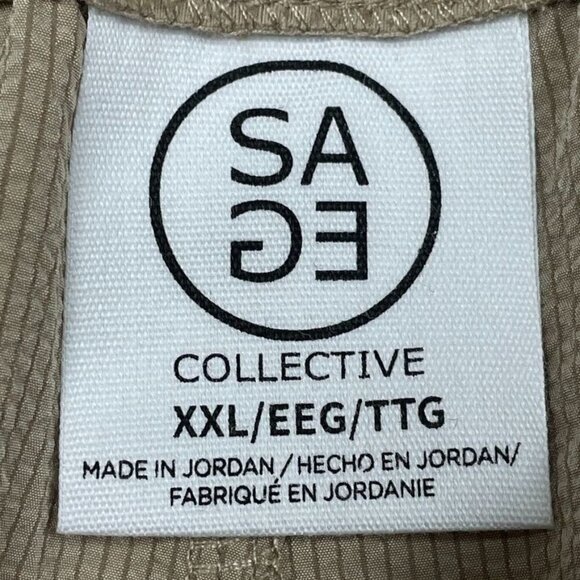 SA
GE
COLLECTIVE
XXL/EEG/TTG
MADE IN JORDAN / HECHO EN JORDAN/
FABRIQUÉ EN JORDANIE